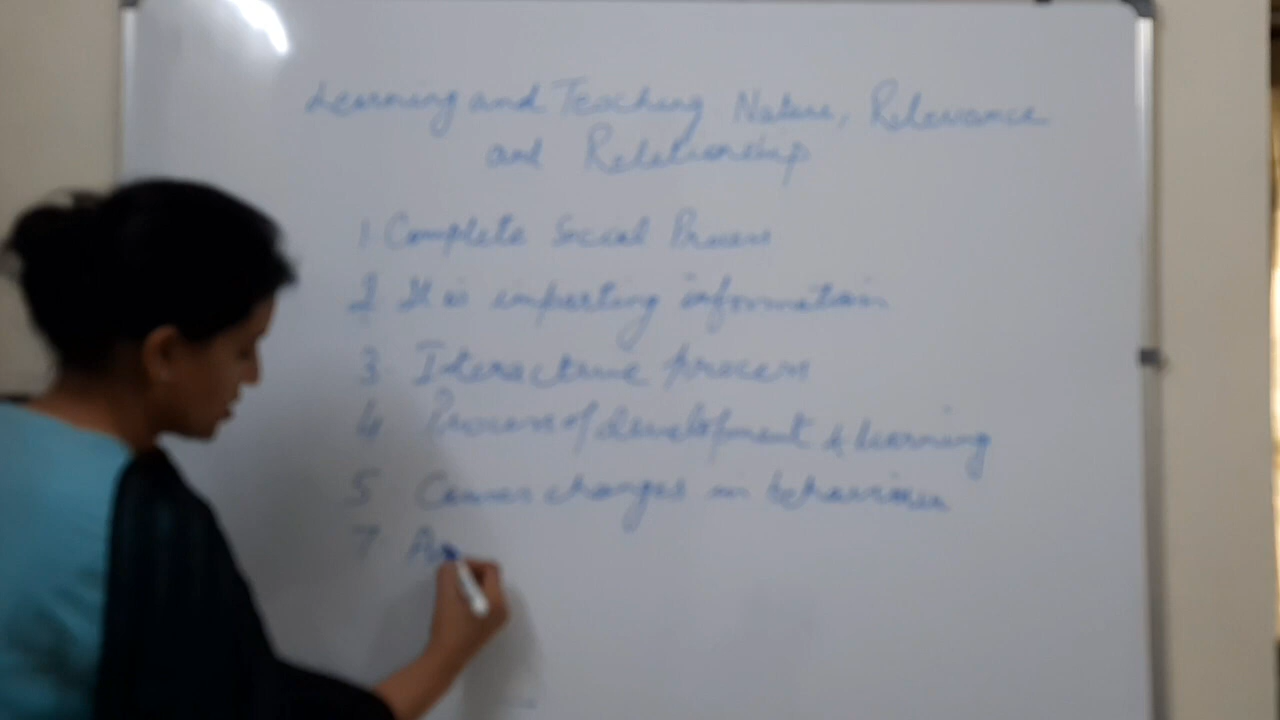 Learning and Teaching Nature, Relevance
and Relationship
1. Complete Social Process
2. It is imparting information
3. Interactive process
4 Process of development & learning
5 Causes changes in behaviour
7